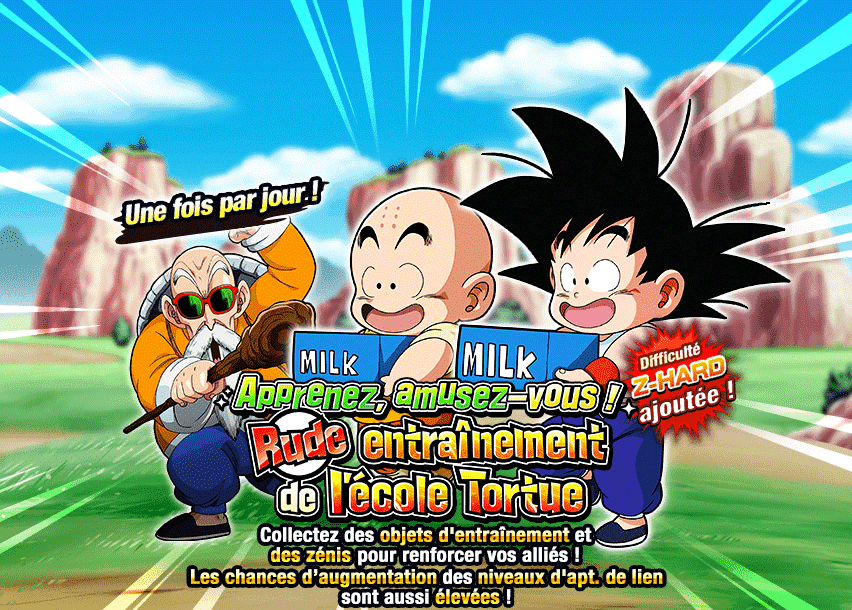 Une fois par jour !
MILK
MILK
Difficulté
Z-HARD
ajoutée !
Apprenez, amusez-vous !
Rude entraînement
de l'école Tortue
Collectez des objets d'entraînement et
des zénis pour renforcer vos alliés !
Les chances d'augmentation des niveaux d'apt. de lien
sont aussi élevées !